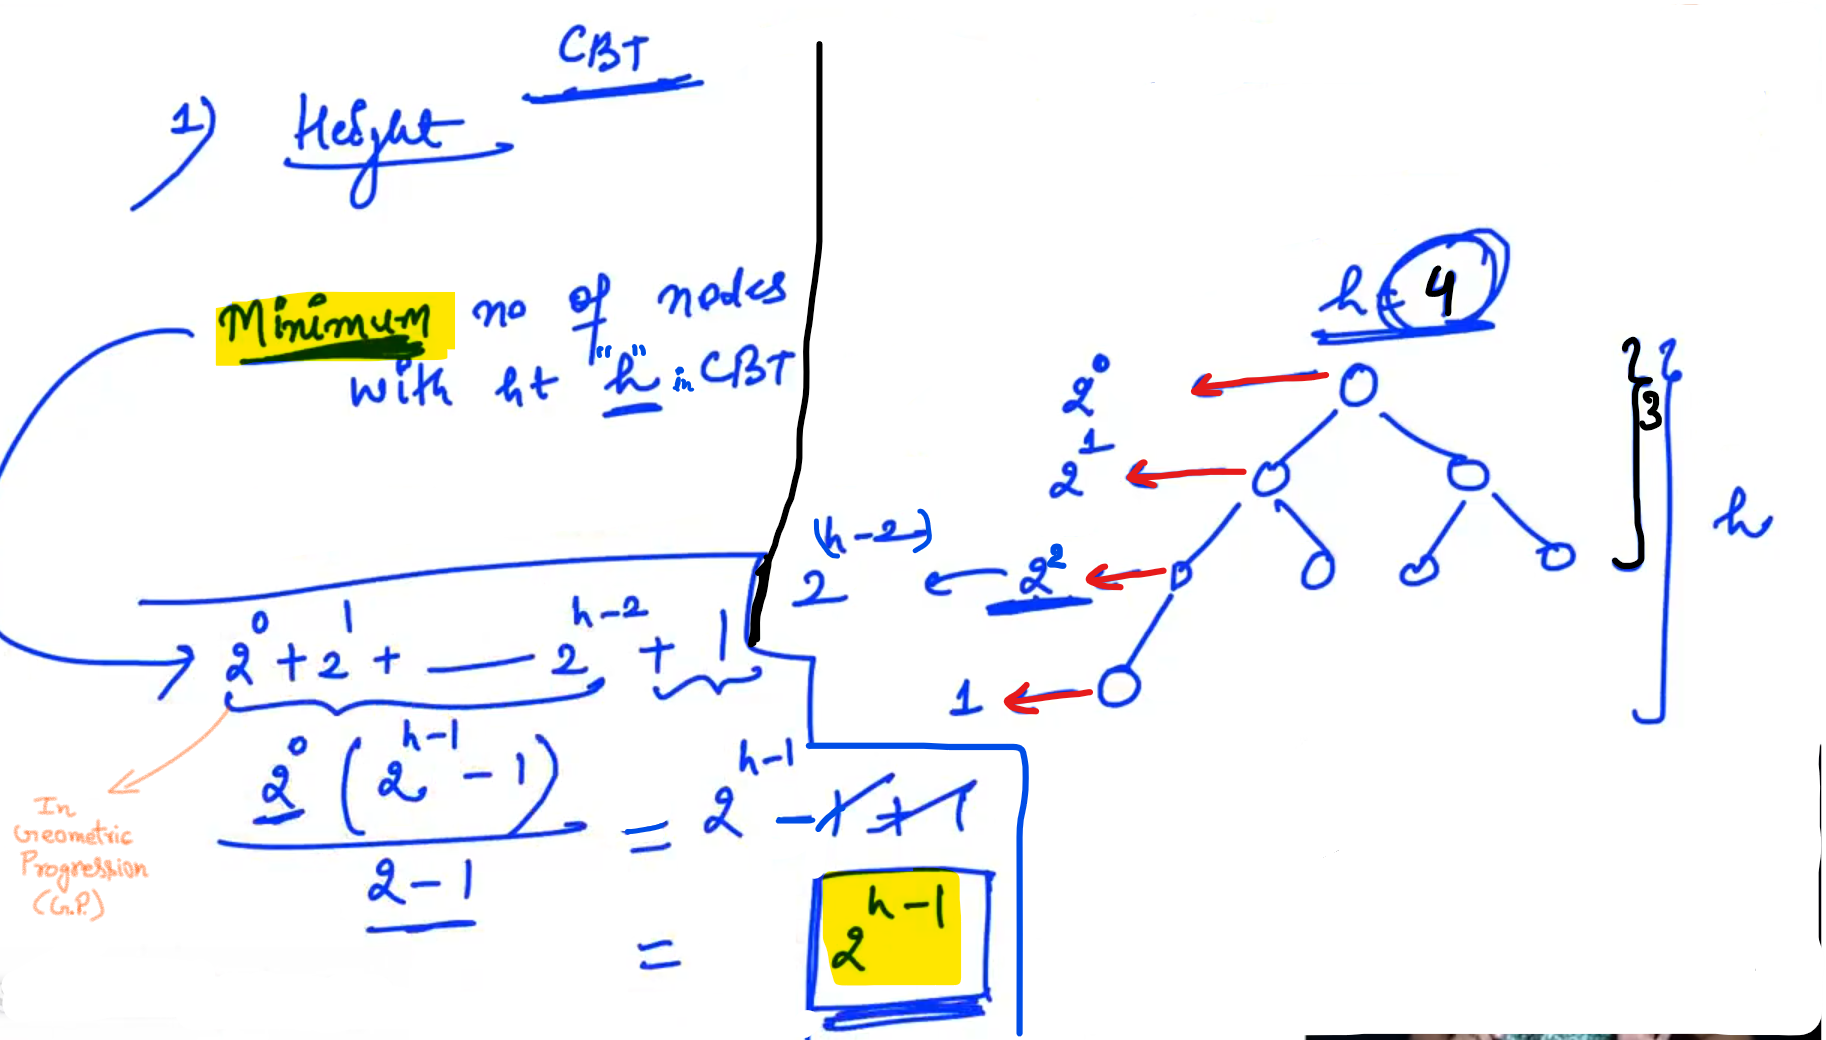 CBT
1) Height
Minimum no of nodes
with ht "h" in CBT
2^0 + 2^1 + — 2^{h-2} + 1
2^0 (2^{h-1} - 1)
2 - 1
= 2^{h-1} - 1 + 1
= 2^{h-1}
In
Geometric
Progression
(G.P.)
h = 4
2^0
2^1
2^{(h-2)} ← 2^2
1
3
h